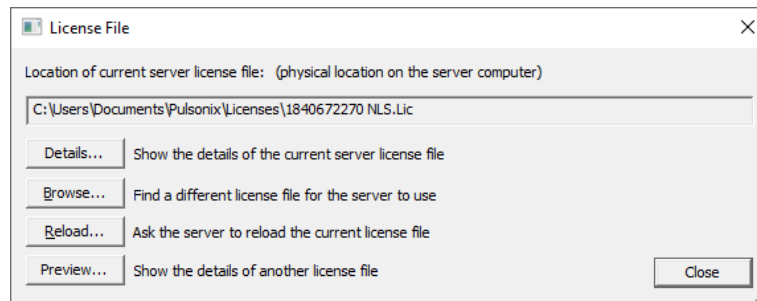 License File
Location of current server license file: (physical location on the server computer)
C:\Users\Documents\Pulsonix\Licenses\1840672270 NLS.Lic
Details... Show the details of the current server license file
Browse... Find a different license file for the server to use
Reload... Ask the server to reload the current license file
Preview... Show the details of another license file
Close